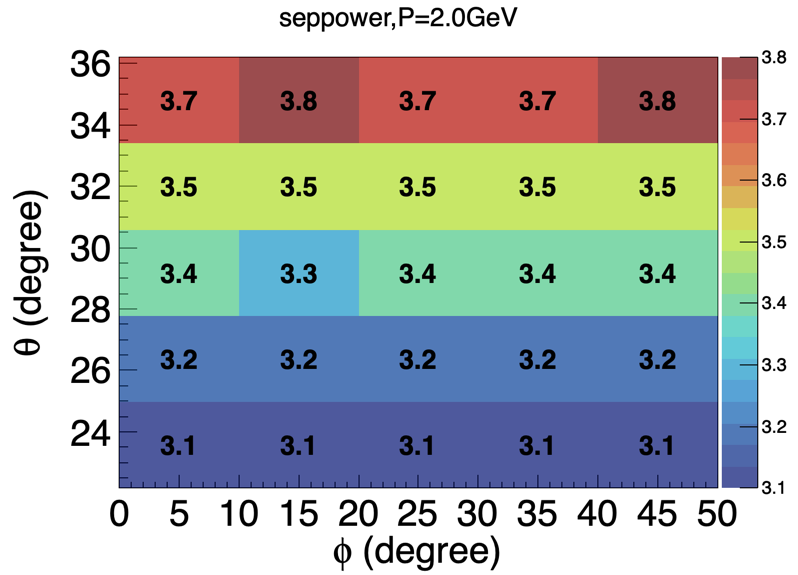 seppower,P=2.0GeV
36
34
32
30
28
26
24
θ (degree)
3.7 3.8 3.7 3.7 3.8
3.5 3.5 3.5 3.5 3.5
3.4 3.3 3.4 3.4 3.4
3.2 3.2 3.2 3.2 3.2
3.1 3.1 3.1 3.1 3.1
0 5 10 15 20 25 30 35 40 45 50
ϕ (degree)
3.8
3.7
3.6
3.5
3.4
3.3
3.2
3.1